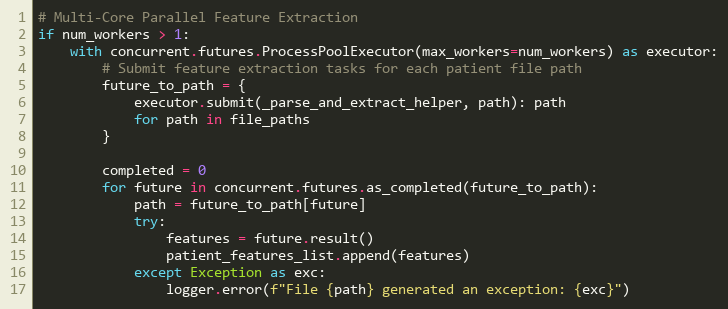 1 # Multi-Core Parallel Feature Extraction
2 if num_workers > 1:
3     with concurrent.futures.ProcessPoolExecutor(max_workers=num_workers) as executor:
4         # Submit feature extraction tasks for each patient file path
5         future_to_path = {
6             executor.submit(_parse_and_extract_helper, path): path
7             for path in file_paths
8         }
9
10         completed = 0
11         for future in concurrent.futures.as_completed(future_to_path):
12             path = future_to_path[future]
13             try:
14                 features = future.result()
15                 patient_features_list.append(features)
16             except Exception as exc:
17                 logger.error(f"File {path} generated an exception: {exc}")